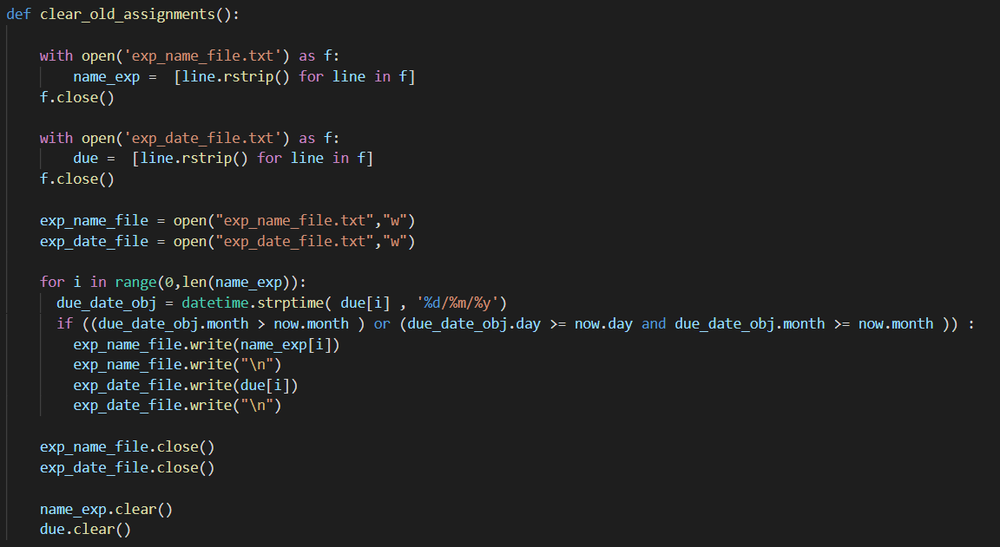 def clear_old_assignments():
with open('exp_name_file.txt') as f:
name_exp =  [line.rstrip() for line in f]
f.close()
with open('exp_date_file.txt') as f:
due =  [line.rstrip() for line in f]
f.close()
exp_name_file = open("exp_name_file.txt","w")
exp_date_file = open("exp_date_file.txt","w")
for i in range(0,len(name_exp)):
due_date_obj = datetime.strptime( due[i] , '%d/%m/%y')
if ((due_date_obj.month > now.month ) or (due_date_obj.day >= now.day and due_date_obj.month >= now.month )) :
exp_name_file.write(name_exp[i])
exp_name_file.write("\n")
exp_date_file.write(due[i])
exp_date_file.write("\n")
exp_name_file.close()
exp_date_file.close()
name_exp.clear()
due.clear()